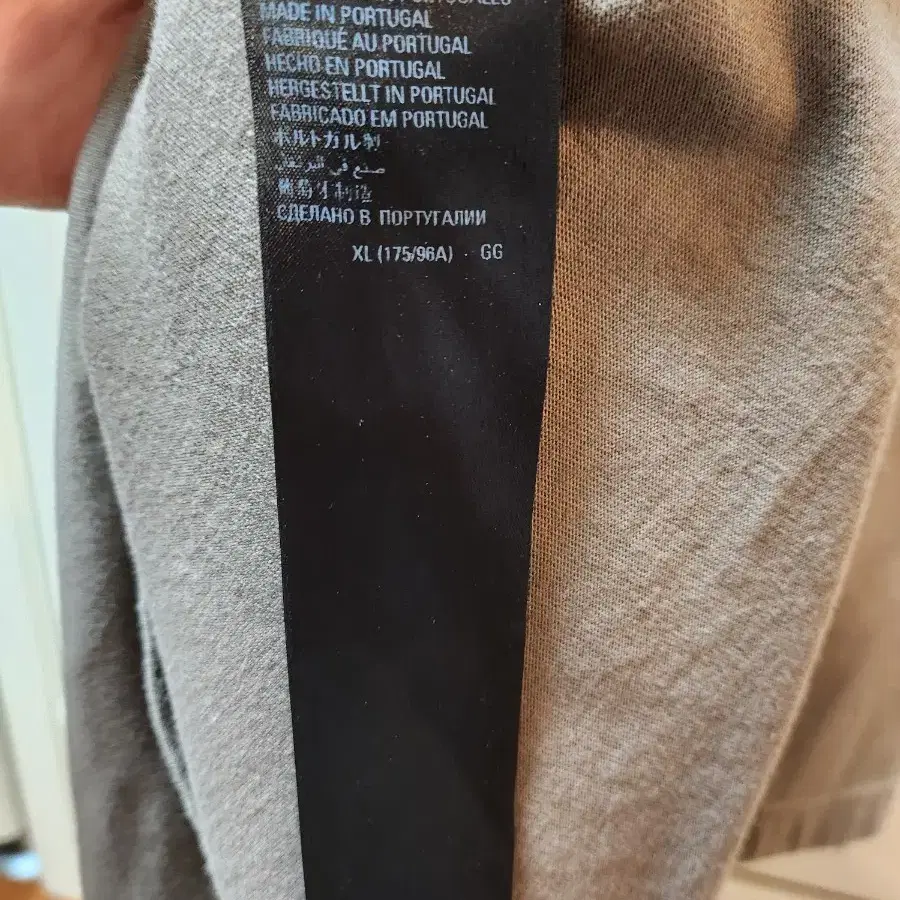 MADE IN PORTUGAL
FABRIQUÉ AU PORTUGAL
HECHO EN PORTUGAL
HERGESTELLT IN PORTUGAL
FABRICADO EM PORTUGAL
ポルトガル製
صنع في البرتغال
СДЕЛАНО В ПОРТУГАЛИИ
XL (175/96A) · GG